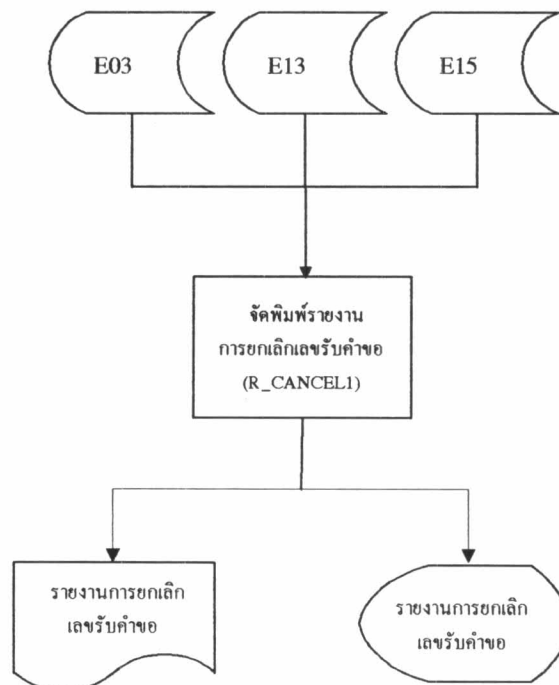 E03
E13
E15
จัดพิมพ์รายงาน
การยกเลิกเลขรับคำขอ
(R_CANCEL1)
รายงานการยกเลิก
เลขรับคำขอ
รายงานการยกเลิก
เลขรับคำขอ